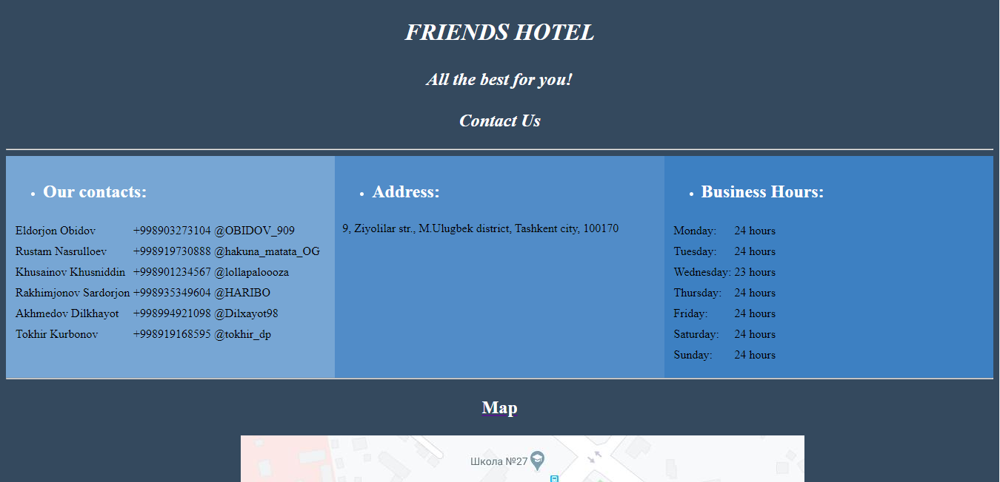 FRIENDS HOTEL
All the best for you!
Contact Us
Our contacts:
Eldorjon Obidov +998903273104 @OBIDOV_909
Rustam Nasrulloev +998919730888 @hakuna_matata_OG
Khusainov Khusniddin +998901234567 @lollapaloooza
Rakhimjonov Sardorjon +998935349604 @HARIBO
Akhmedov Dilkhayot +998994921098 @Dilxayot98
Tokhir Kurbonov +998919168595 @tokhir_dp
Address:
9, Ziyolilar str., M.Ulugbek district, Tashkent city, 100170
Business Hours:
Monday: 24 hours
Tuesday: 24 hours
Wednesday: 23 hours
Thursday: 24 hours
Friday: 24 hours
Saturday: 24 hours
Sunday: 24 hours
Map
Школа №27